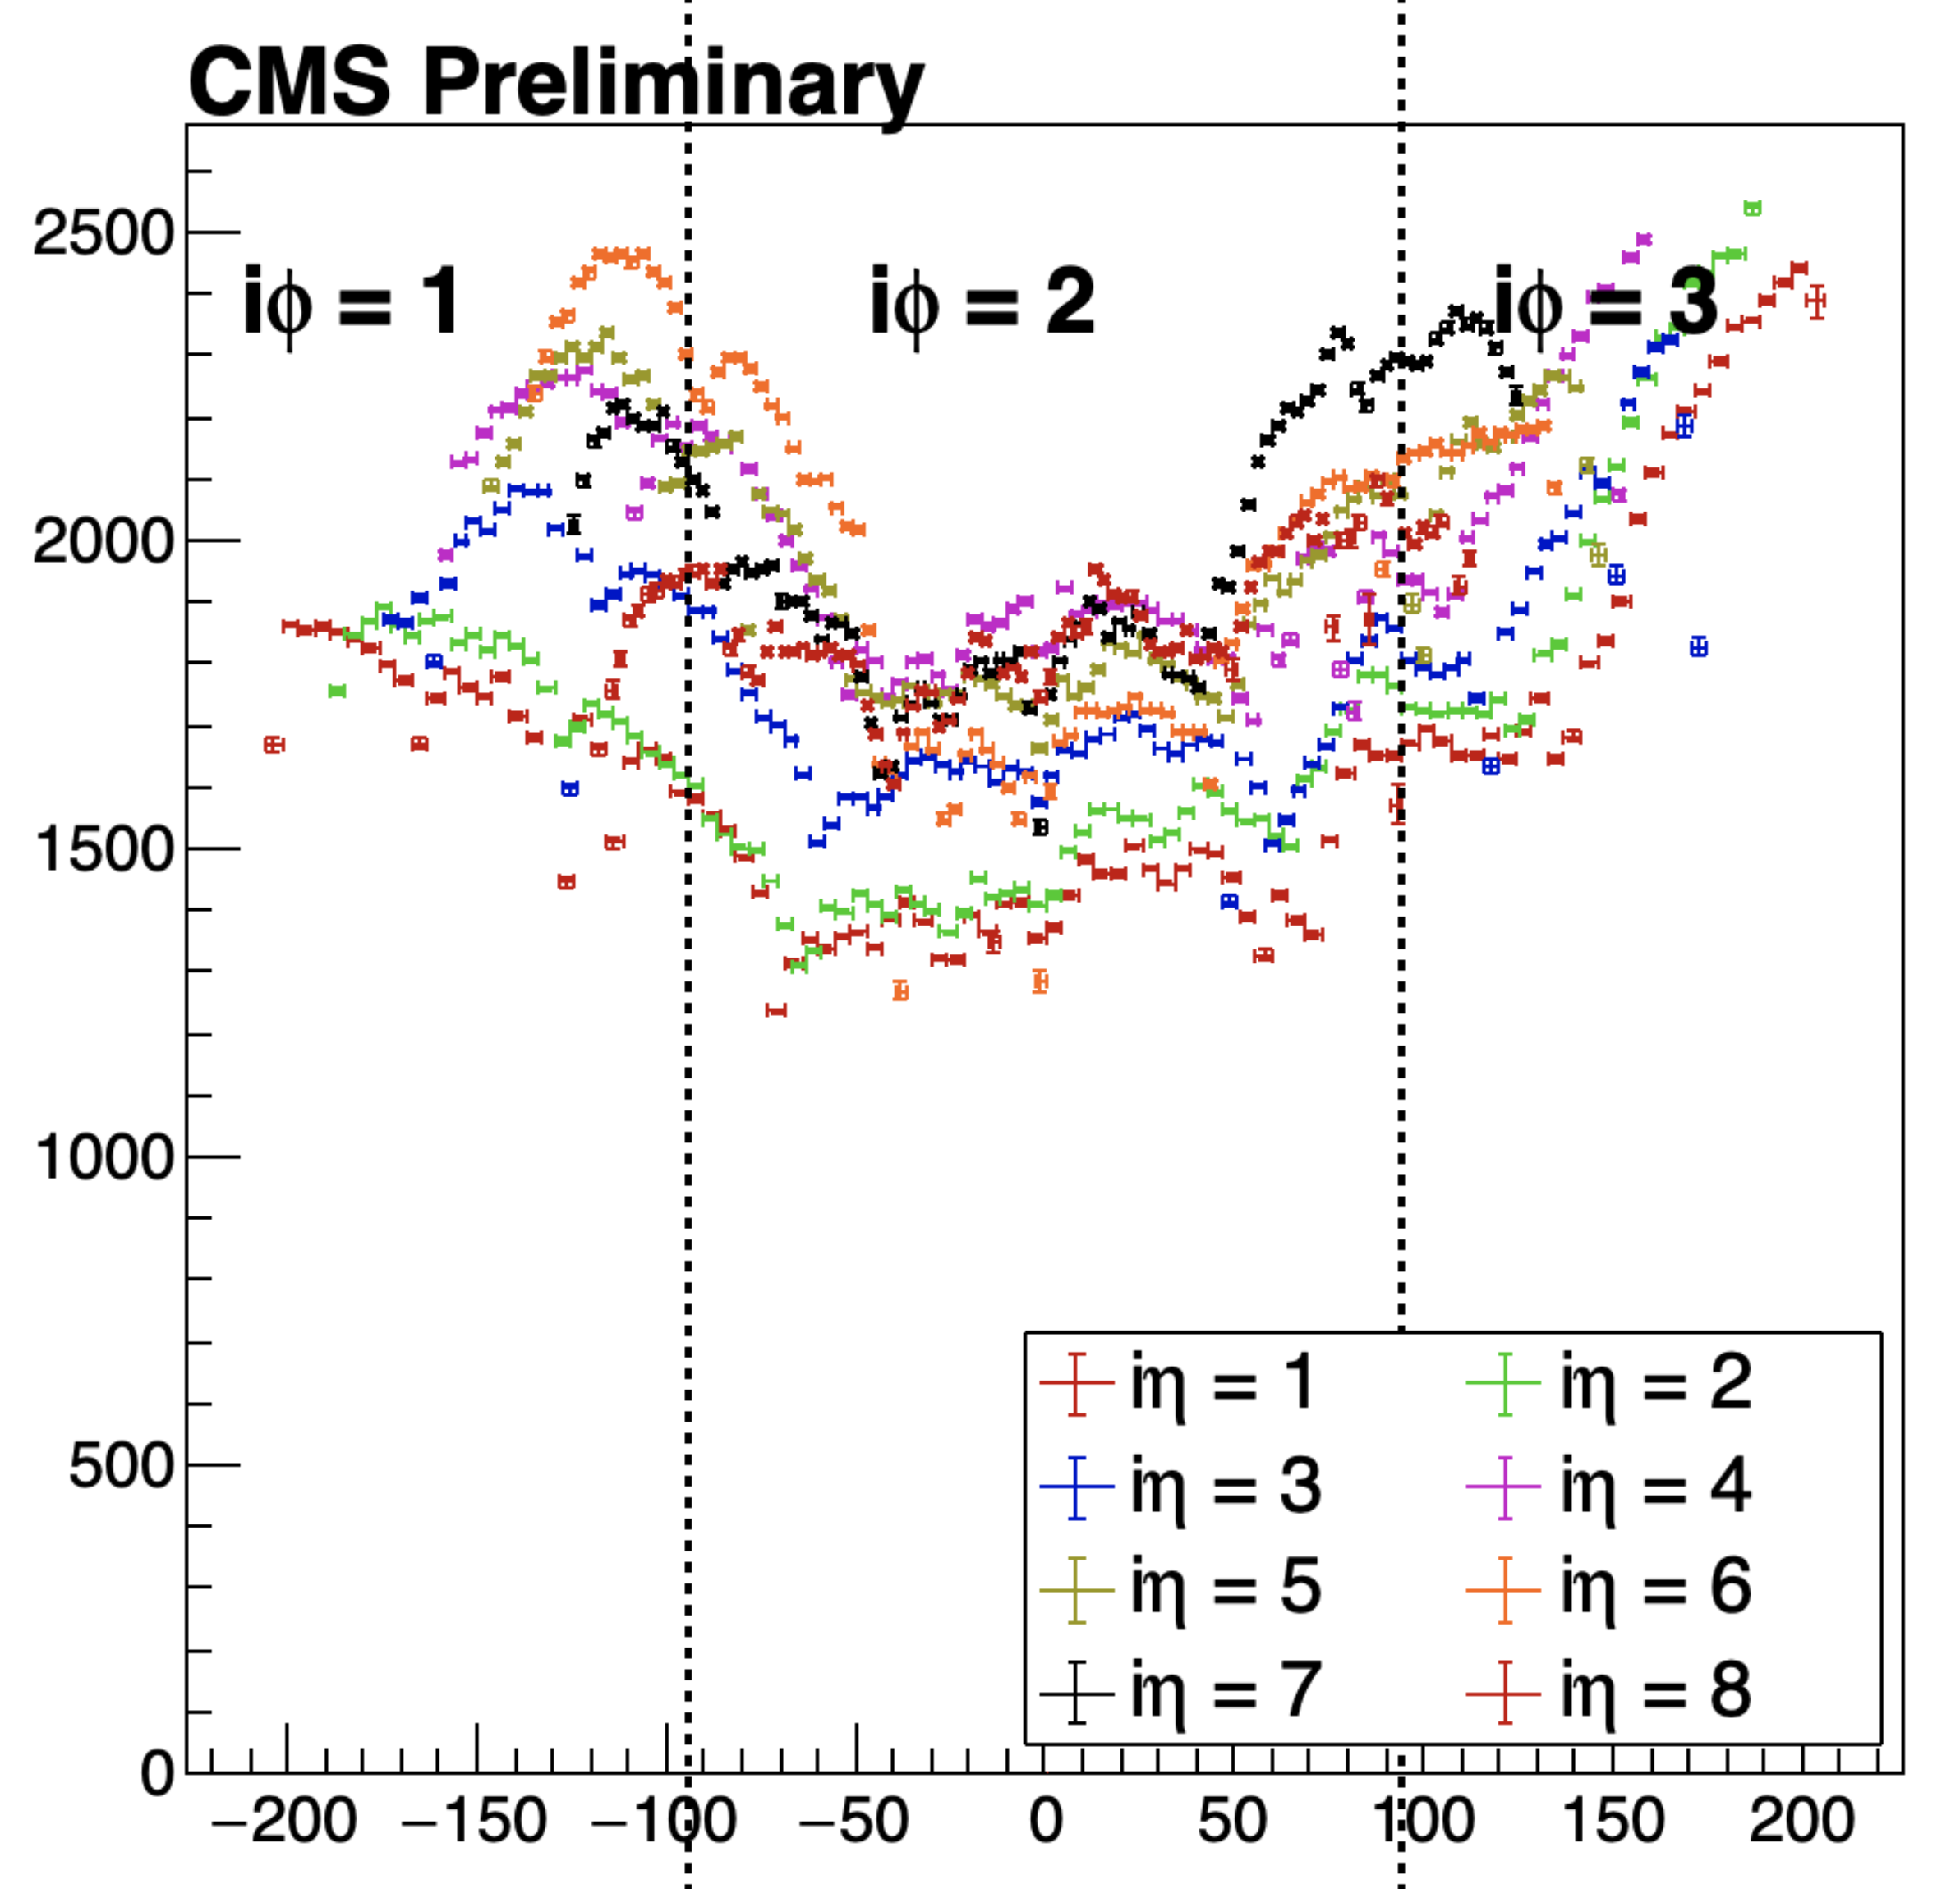 CMS Preliminary
2500
iϕ = 1 iϕ = 2 iϕ = 3
2000
1500
1000
iη = 1 iη = 2
500
iη = 3 iη = 4
iη = 5 iη = 6
iη = 7 iη = 8
0
−200 −150 −100 −50 0 50 100 150 200